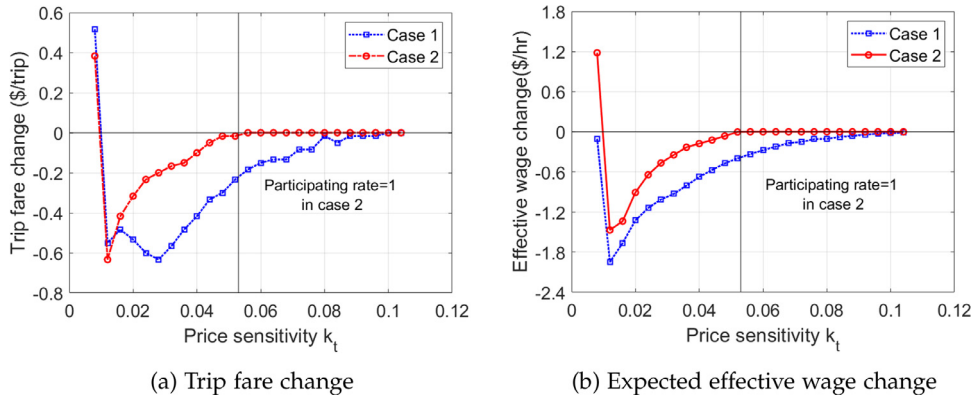 0.6
0.4
0.2
0
-0.2
-0.4
-0.6
-0.8
Trip fare change ($/trip)
Case 1
Case 2
Participating rate=1
in case 2
0 0.02 0.04 0.06 0.08 0.1 0.12
Price sensitivity k_t
(a) Trip fare change
1.8
1.2
0.6
0
-0.6
-1.2
-1.8
-2.4
Effective wage change($/hr)
Case 1
Case 2
Participating rate=1
in case 2
0 0.02 0.04 0.06 0.08 0.1 0.12
Price sensitivity k_t
(b) Expected effective wage change